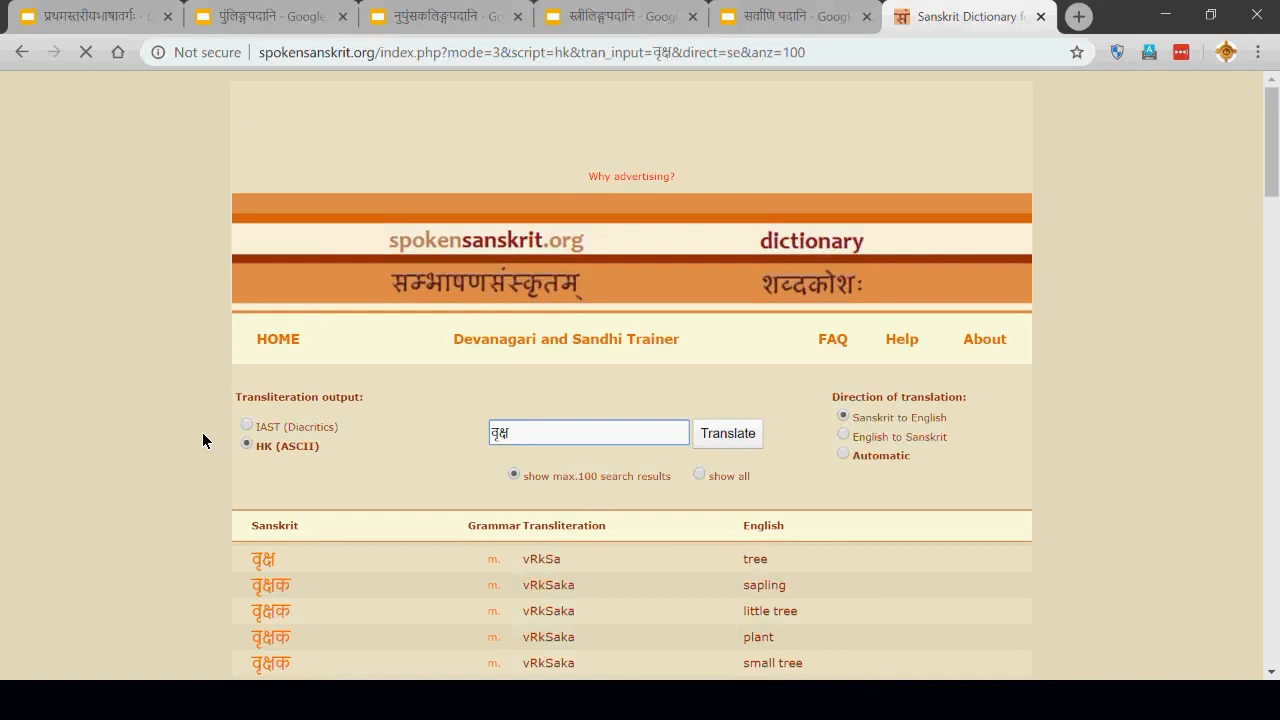 प्रथमस्तरीयभाषावर्गः - G
पुंलिङ्गपदानि - Google
नुपुंसकलिङ्गपदानि - Go
स्त्रीलिङ्गपदानि - Googl
सर्वाणि पदानि - Googl
Sanskrit Dictionary f
Not secure
spokensanskrit.org/index.php?mode=3&script=hk&tran_input=वृक्ष&direct=se&anz=100
Why advertising?
spokensanskrit.org dictionary
सम्भाषणसंस्कृतम् शब्दकोशः
HOME Devanagari and Sandhi Trainer FAQ Help About
Transliteration output:
IAST (Diacritics)
HK (ASCII)
वृक्ष Translate
show max.100 search results show all
Direction of translation:
Sanskrit to English
English to Sanskrit
Automatic
Sanskrit Grammar Transliteration English
वृक्ष m. vRkSa tree
वृक्षक m. vRkSaka sapling
वृक्षक m. vRkSaka little tree
वृक्षक m. vRkSaka plant
वृक्षक m. vRkSaka small tree